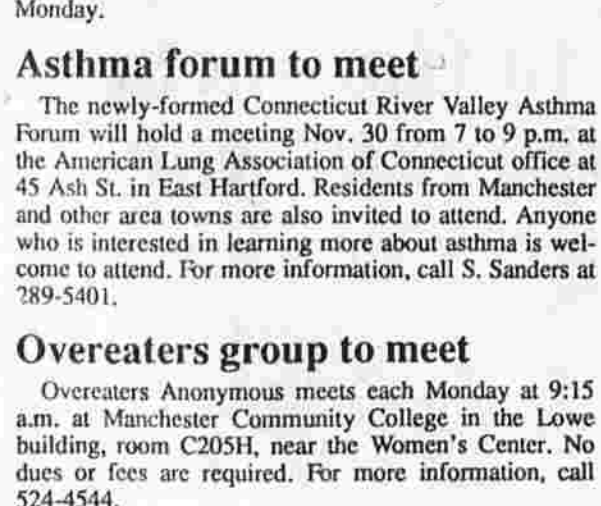 Monday.
Asthma forum to meet
The newly-formed Connecticut River Valley Asthma
Forum will hold a meeting Nov. 30 from 7 to 9 p.m. at
the American Lung Association of Connecticut office at
45 Ash St. in East Hartford. Residents from Manchester
and other area towns are also invited to attend. Anyone
who is interested in learning more about asthma is wel-
come to attend. For more information, call S. Sanders at
289-5401.
Overeaters group to meet
Overeaters Anonymous meets each Monday at 9:15
a.m. at Manchester Community College in the Lowe
building, room C205H, near the Women's Center. No
dues or fees are required. For more information, call
524-4544.